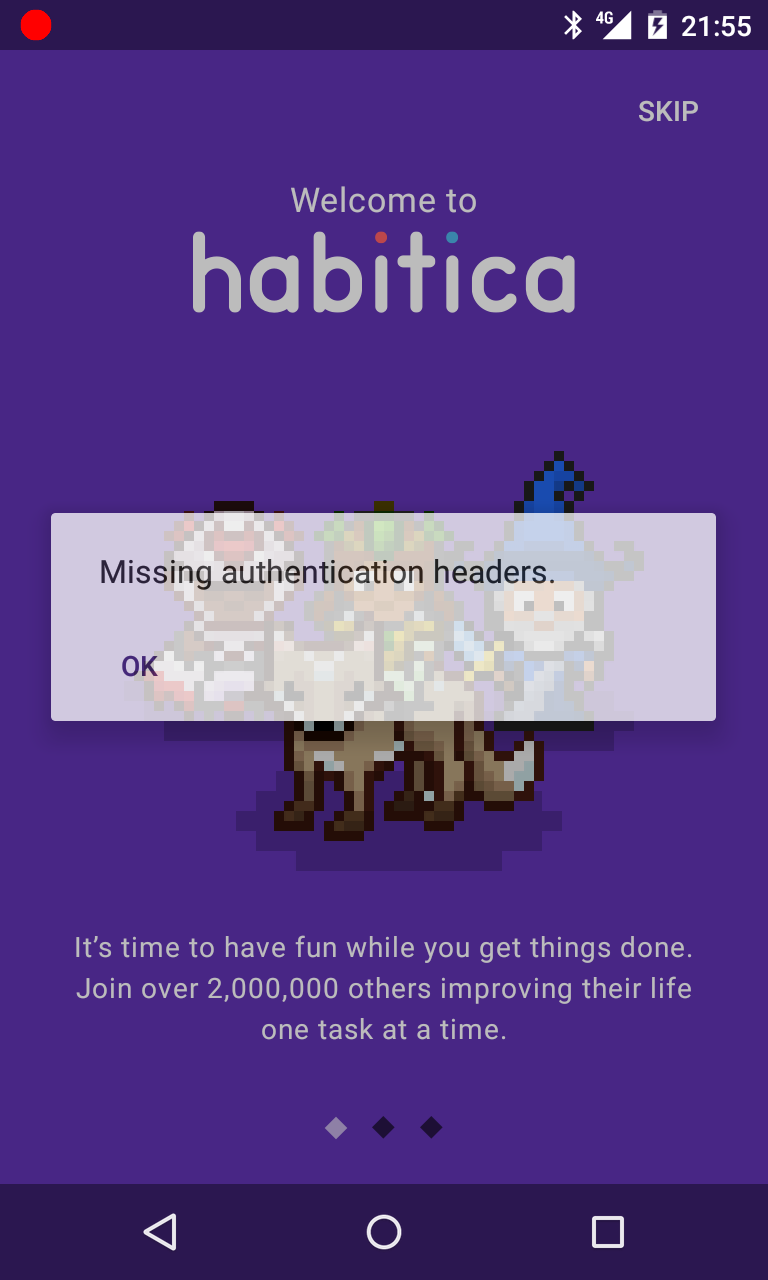 4G 21:55
SKIP
Welcome to
habitica
Missing authentication headers.
OK
It’s time to have fun while you get things done.
Join over 2,000,000 others improving their life
one task at a time.